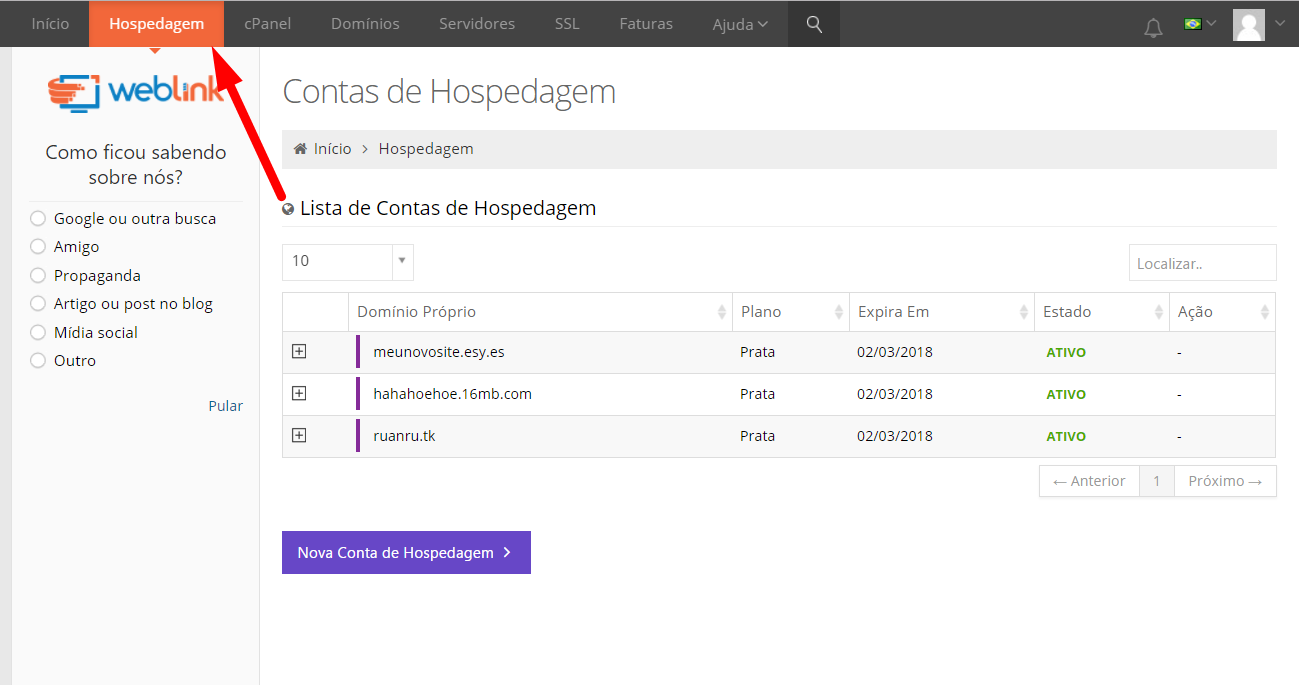 Início Hospedagem cPanel Domínios Servidores SSL Faturas Ajuda
weblink
Como ficou sabendo
sobre nós?
Google ou outra busca
Amigo
Propaganda
Artigo ou post no blog
Mídia social
Outro
Pular
Contas de Hospedagem
Início > Hospedagem
Lista de Contas de Hospedagem
10
Localizar..
Domínio Próprio Plano Expira Em Estado Ação
meunovosite.esy.es Prata 02/03/2018 ATIVO -
hahahoehoe.16mb.com Prata 02/03/2018 ATIVO -
ruanru.tk Prata 02/03/2018 ATIVO -
← Anterior 1 Próximo →
Nova Conta de Hospedagem >